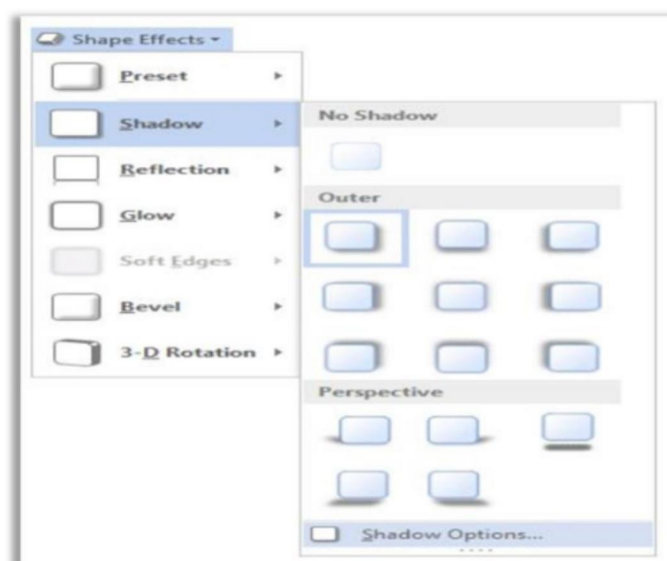 Shape Effects
Preset
Shadow
Reflection
Glow
Soft Edges
Bevel
3-D Rotation
No Shadow
Outer
Perspective
Shadow Options...